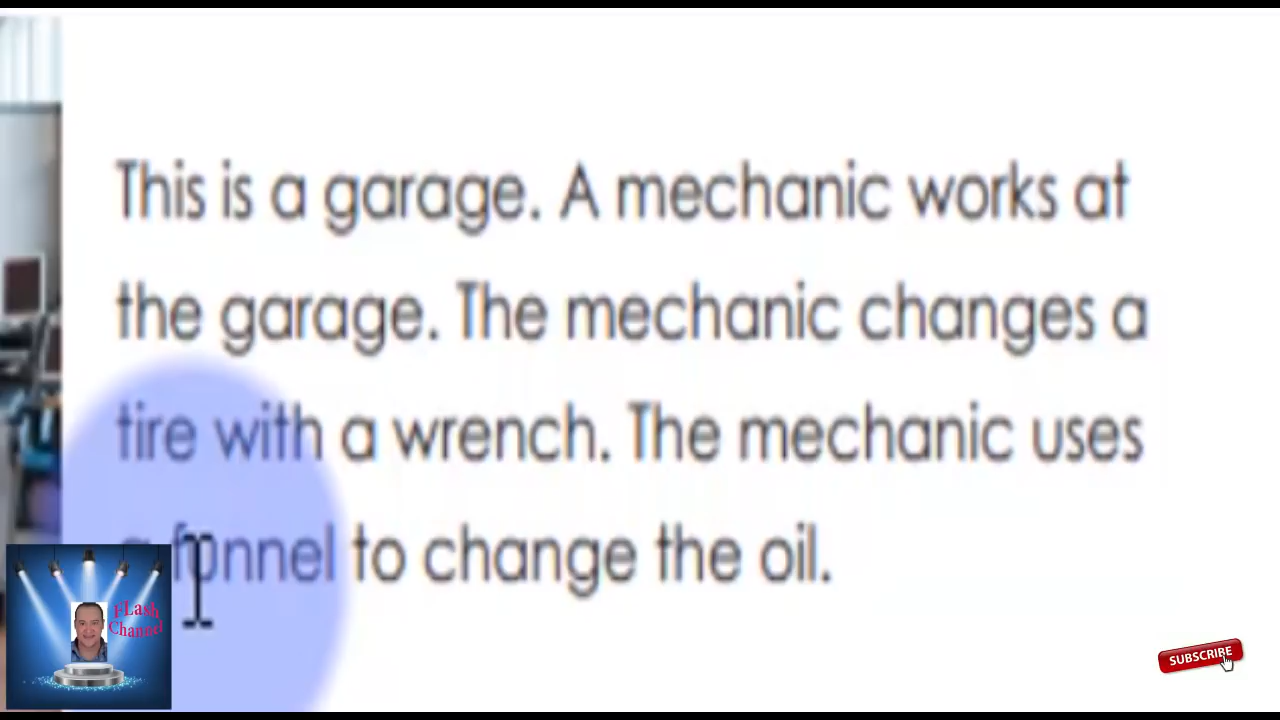 This is a garage. A mechanic works at
the garage. The mechanic changes a
tire with a wrench. The mechanic uses
a funnel to change the oil.
FLash
Channel
SUBSCRIBE